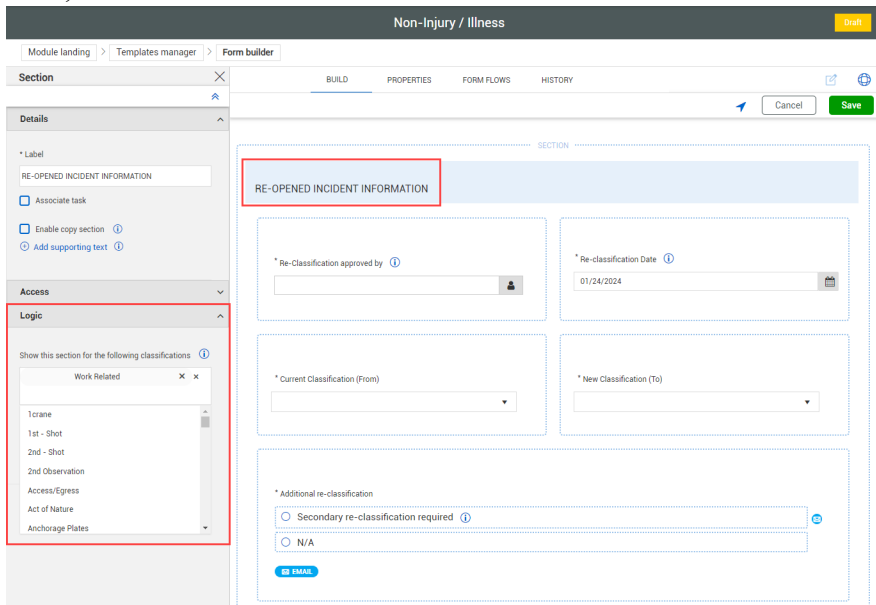 Non-Injury / Illness
Draft
Module landing > Templates manager > Form builder
Section
BUILD PROPERTIES FORM FLOWS HISTORY
Cancel Save
Details
* Label
RE-OPENED INCIDENT INFORMATION
Associate task
Enable copy section
Add supporting text
Access
Logic
Show this section for the following classifications
Work Related
1crane
1st - Shot
2nd - Shot
2nd Observation
Access/Egress
Act of Nature
Anchorage Plates
SECTION
RE-OPENED INCIDENT INFORMATION
* Re-Classification approved by
* Re-classification Date
01/24/2024
* Current Classification (From)
* New Classification (To)
* Additional re-classification
Secondary re-classification required
N/A
EMAIL